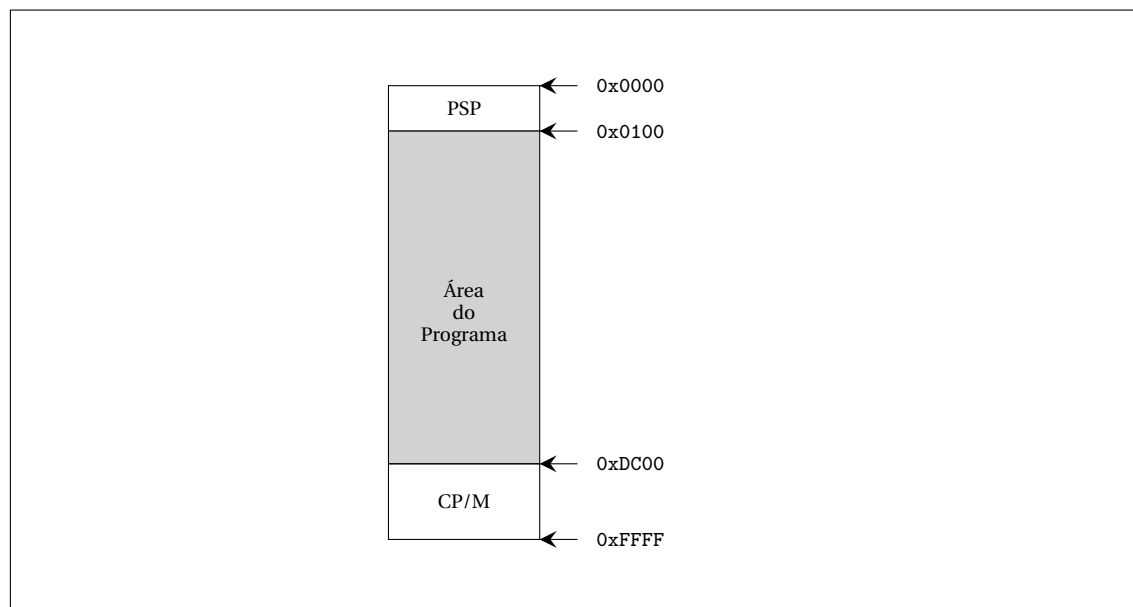 0x0000
PSP
0x0100
Área
do
Programa
0xDC00
CP/M
0xFFFF